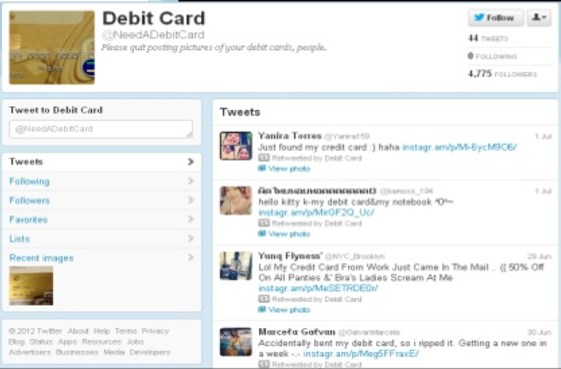 Debit Card
@NeedADebitCard
Please quit posting pictures of your debit cards, people.
Follow
44 TWEETS
0 FOLLOWING
4,775 FOLLOWERS
Tweet to Debit Card
@NeedADebitCard
Tweets
Following
Followers
Favorites
Lists
Recent images
© 2012 Twitter About Help Terms Privacy
Blog Status Apps Resources Jobs
Advertisers Businesses Media Developers
Tweets
Yanira Torres @Yanira159 1 Jul
Just found my credit card :) haha instagr.am/p/Mi-6ycM9C6/
Retweeted by Debit Card
View photo
1 Jul
hello kitty k-my debit card&my notebook *O*~
instagr.am/p/MirGF2Q_Uc/
Retweeted by Debit Card
View photo
Yung Flyness' @NYC_Brooklyn 29 Jun
Lol My Credit Card From Work Just Came In The Mail .. (( 50% Off
On All Panties &' Bra's Ladies Scream At Me
instagr.am/p/MeSETRDE0r/
Retweeted by Debit Card
View photo
Marcela Galvan @GalvanMarcela 30 Jun
Accidentally bent my debit card, so i ripped it. Getting a new one in
a week -.- instagr.am/p/Meg5FFraxE/
Retweeted by Debit Card